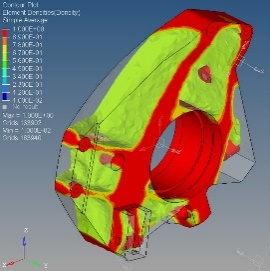 Contour Plot
Element Densities(Density)
Simple Average
1.000E+00
8.900E-01
7.800E-01
6.700E-01
5.600E-01
4.500E-01
3.400E-01
2.300E-01
1.200E-01
1.000E-02
No result
Max = 1.000E+00
Min = 1.000E-02
Z
X